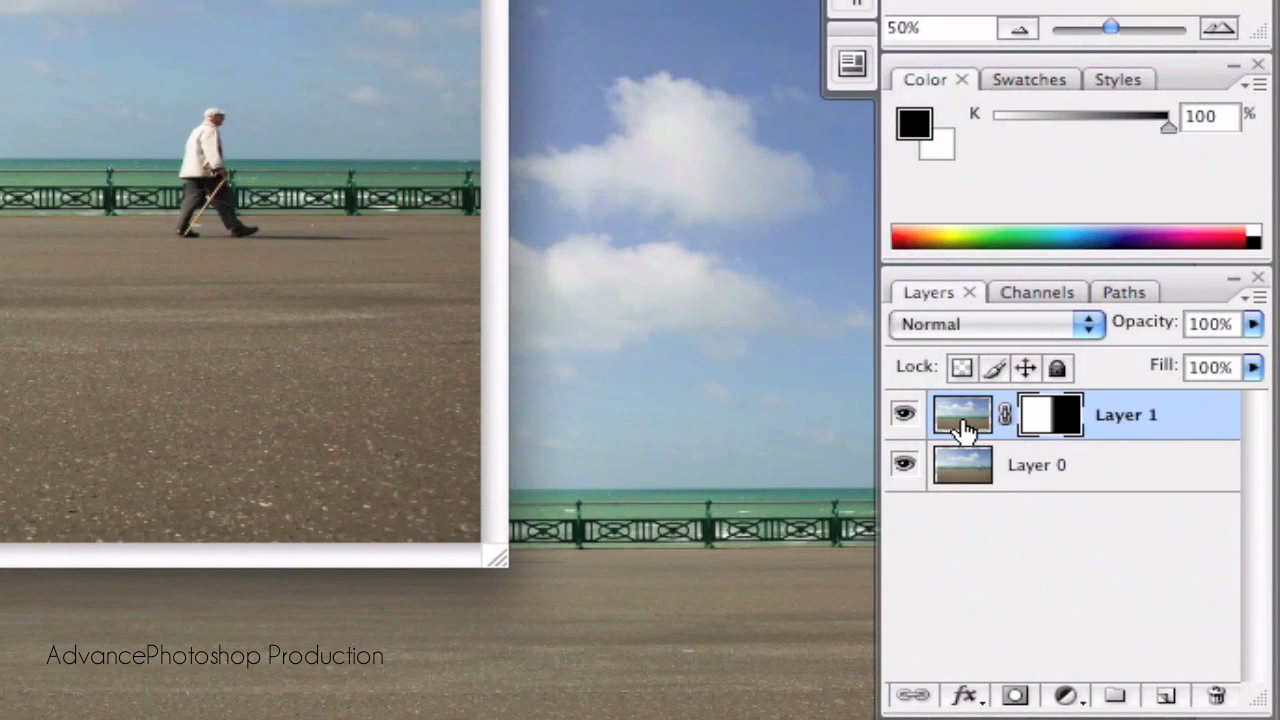 50%
Color
Swatches
Styles
K
100
%
Layers
Channels
Paths
Normal
Opacity:
100%
Lock:
Fill:
100%
Layer 1
Layer 0
fx
AdvancePhotoshop Production